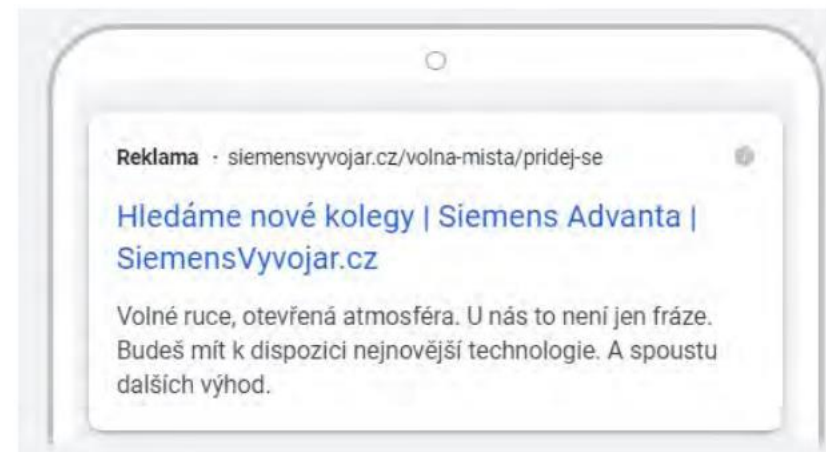 Reklama · siemensvyvojar.cz/volna-mista/pridej-se
Hledáme nové kolegy | Siemens Advanta |
SiemensVyvojar.cz
Volné ruce, otevřená atmosféra. U nás to není jen fráze.
Budeš mít k dispozici nejnovější technologie. A spoustu
dalších výhod.